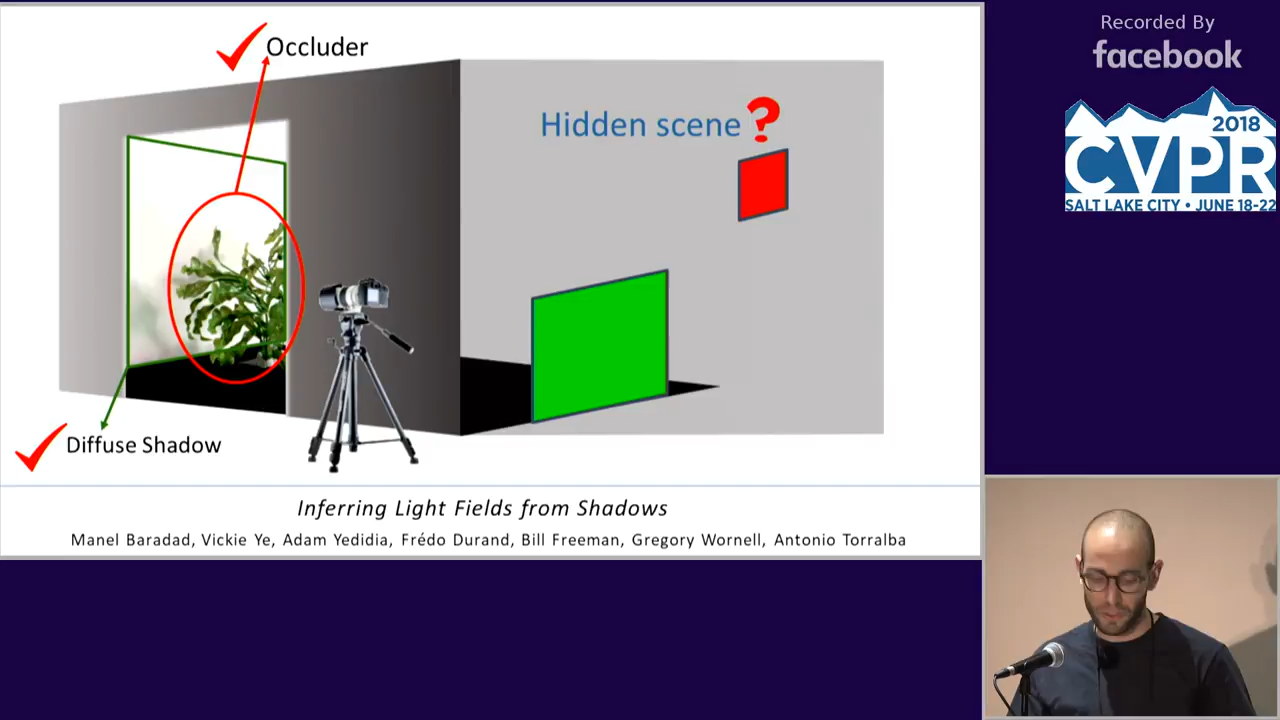 Occluder
Hidden scene ?
Diffuse Shadow
Inferring Light Fields from Shadows
Manel Baradad, Vickie Ye, Adam Yedidia, Frédo Durand, Bill Freeman, Gregory Wornell, Antonio Torralba
Recorded By
facebook
2018
CVPR
SALT LAKE CITY • JUNE 18-22